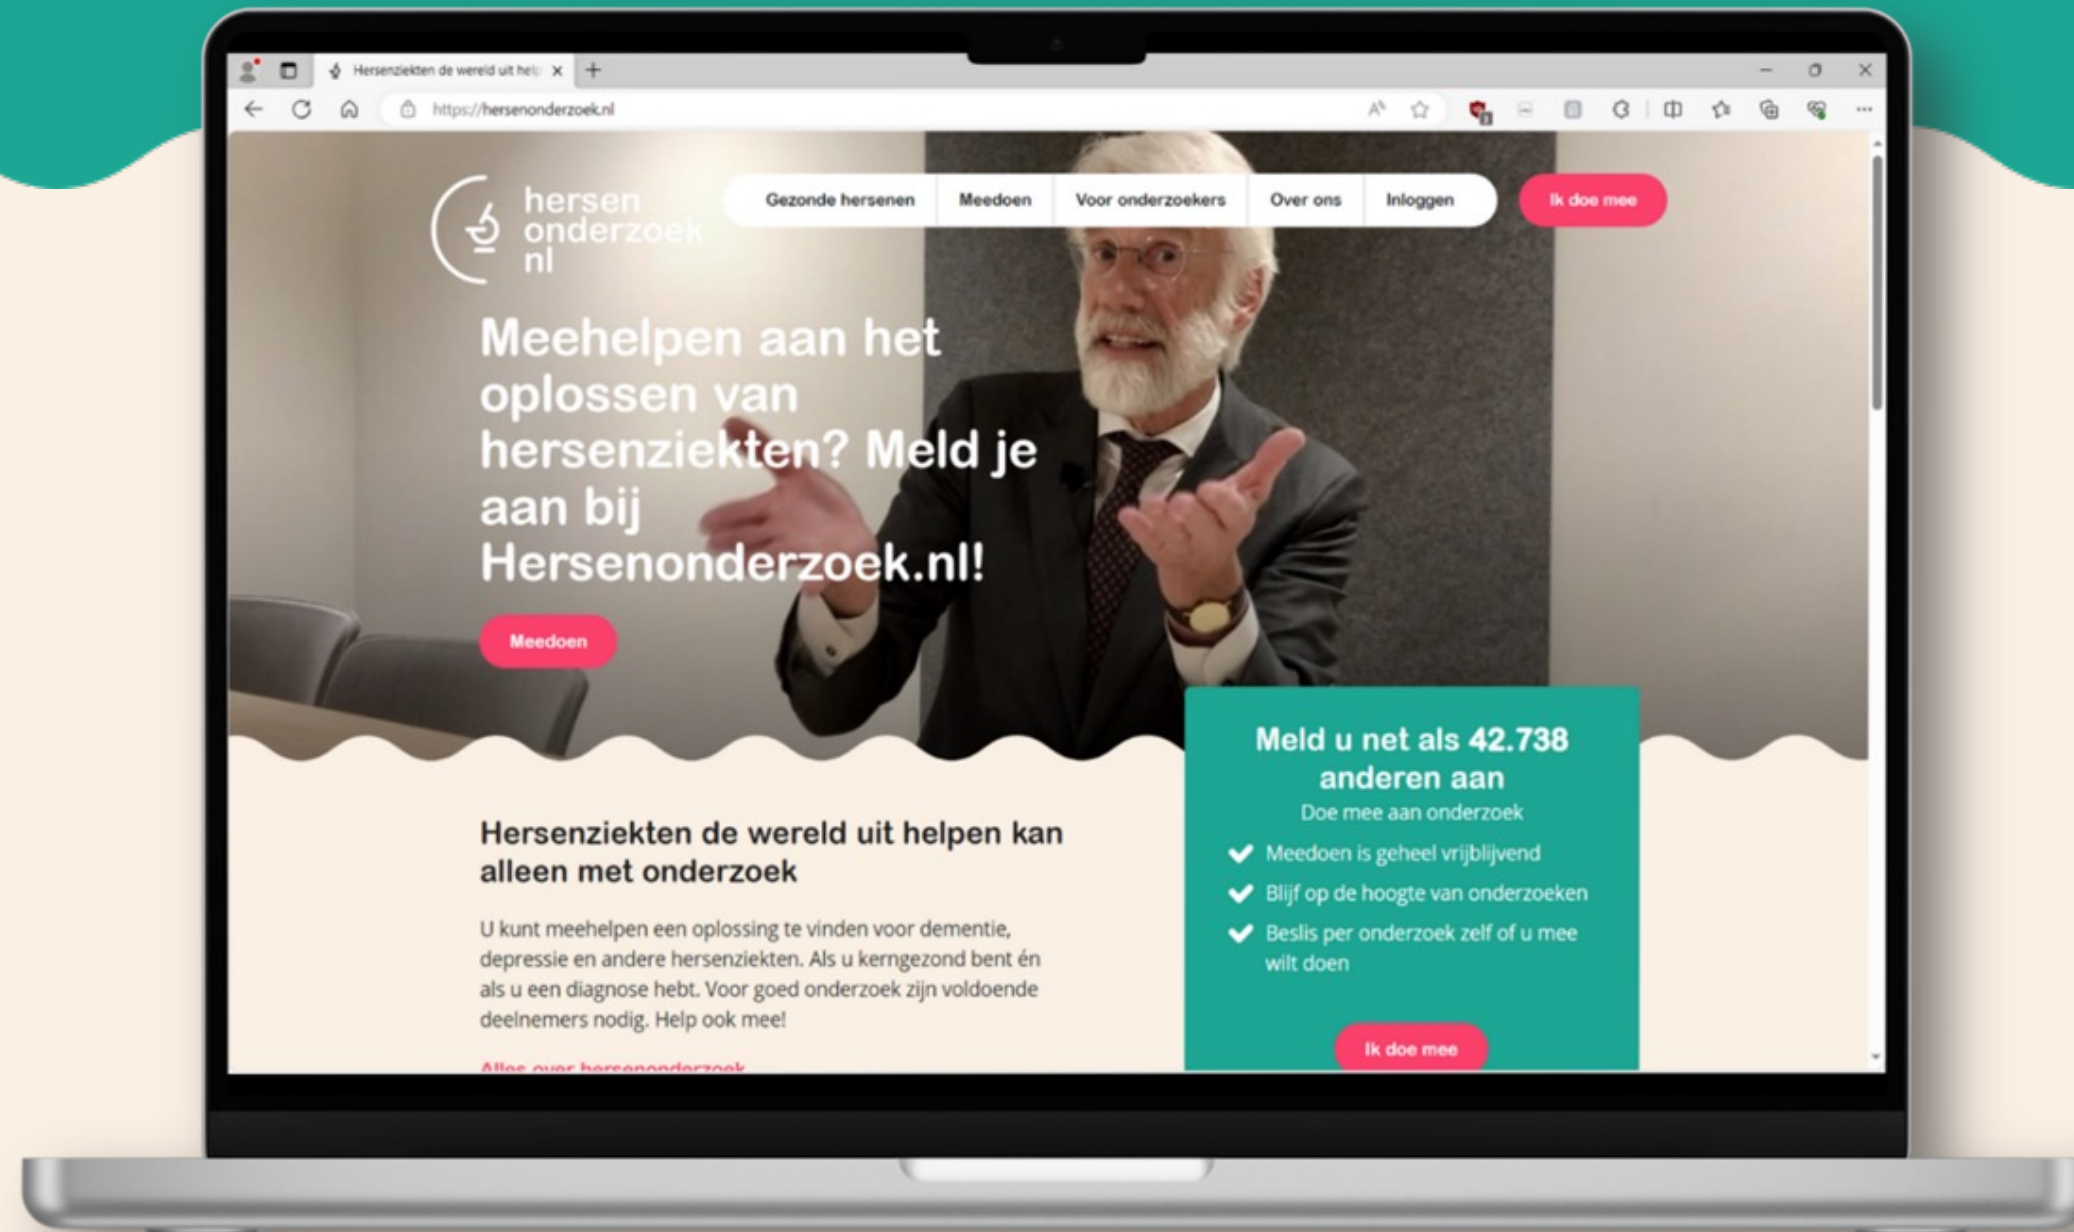 Hersenziekten de wereld uit help
https://hersenonderzoek.nl
hersen
onderzoek
nl
Gezonde hersenen
Meedoen
Voor onderzoekers
Over ons
Inloggen
Ik doe mee
Meehelpen aan het
oplossen van
hersenziekten? Meld je
aan bij
Hersenonderzoek.nl!
Meedoen
Meld u net als 42.738
anderen aan
Doe mee aan onderzoek
Meedoen is geheel vrijblijvend
Blijf op de hoogte van onderzoeken
Beslis per onderzoek zelf of u mee
wilt doen
Ik doe mee
Hersenziekten de wereld uit helpen kan
alleen met onderzoek
U kunt meehelpen een oplossing te vinden voor dementie,
depressie en andere hersenziekten. Als u kerngezond bent én
als u een diagnose hebt. Voor goed onderzoek zijn voldoende
deelnemers nodig. Help ook mee!
Alles over hersenonderzoek